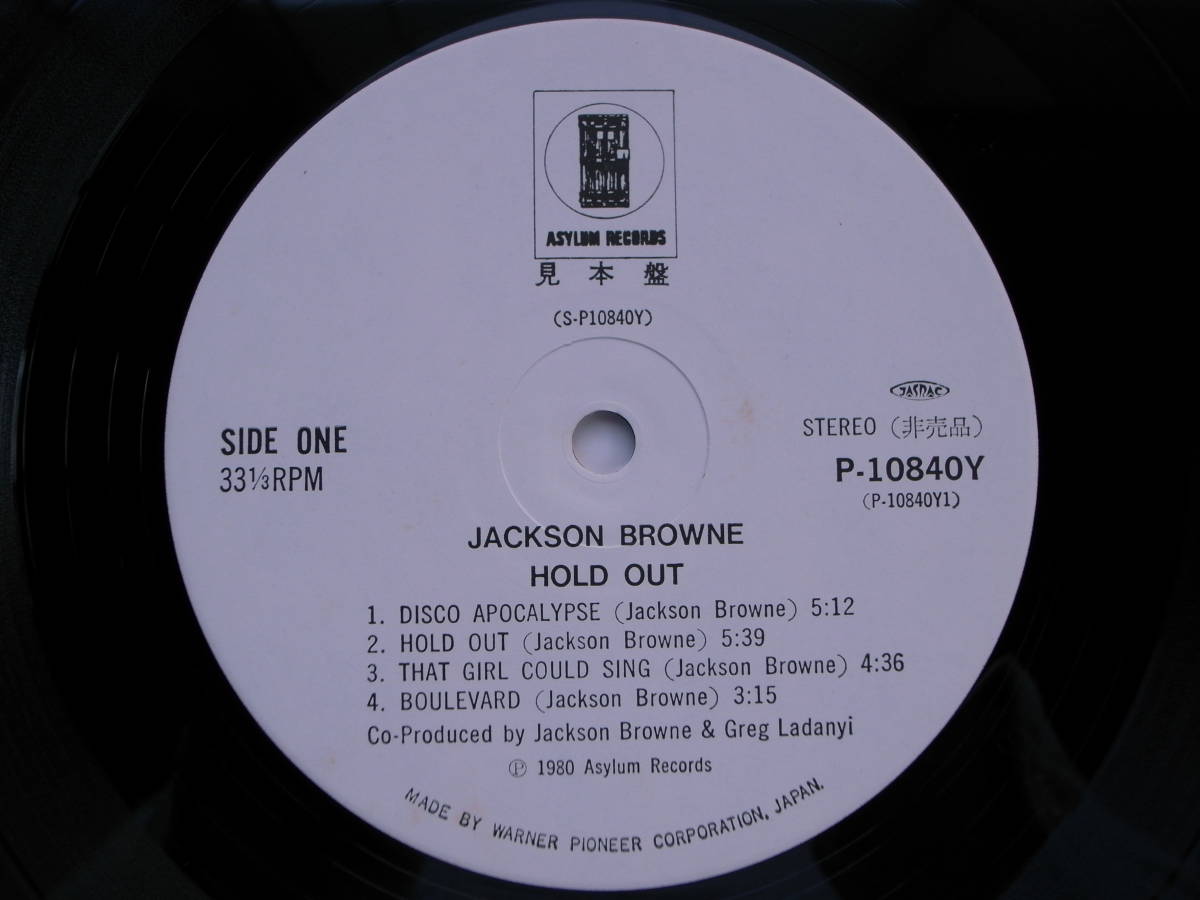 ASYLUM RECORDS
見本盤
(S-P10840Y)
JASRAC
SIDE ONE
STEREO (非売品)
33⅓RPM
P-10840Y
(P-10840Y1)
JACKSON BROWNE
HOLD OUT
1. DISCO APOCALYPSE (Jackson Browne) 5:12
2. HOLD OUT (Jackson Browne) 5:39
3. THAT GIRL COULD SING (Jackson Browne) 4:36
4. BOULEVARD (Jackson Browne) 3:15
Co-Produced by Jackson Browne & Greg Ladanyi
℗ 1980 Asylum Records
MADE BY WARNER PIONEER CORPORATION, JAPAN.